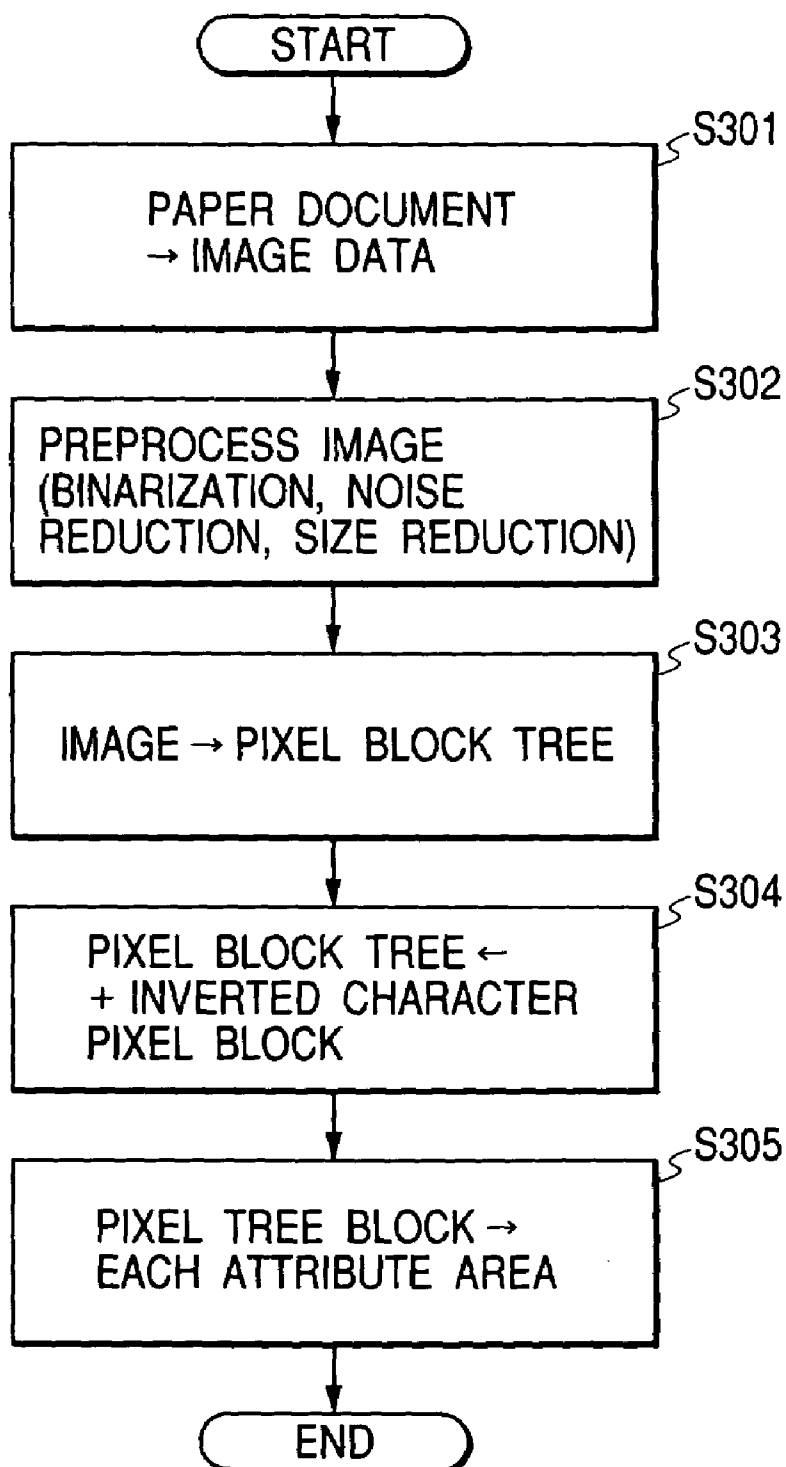 START
S301
PAPER DOCUMENT
→ IMAGE DATA
S302
PREPROCESS IMAGE
(BINARIZATION, NOISE
REDUCTION, SIZE REDUCTION)
S303
IMAGE → PIXEL BLOCK TREE
S304
PIXEL BLOCK TREE ←
+ INVERTED CHARACTER
PIXEL BLOCK
S305
PIXEL TREE BLOCK →
EACH ATTRIBUTE AREA
END